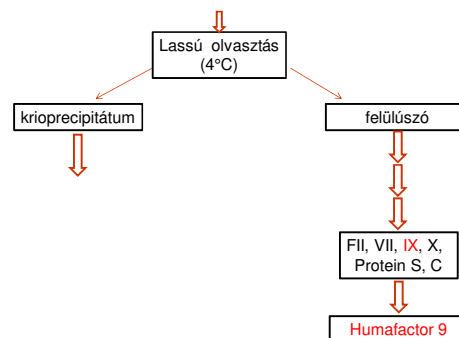 Lassú olvasztás
(4°C)
krioprecipitátum
felülúszó
FII, VII, IX, X,
Protein S, C
Humafactor 9